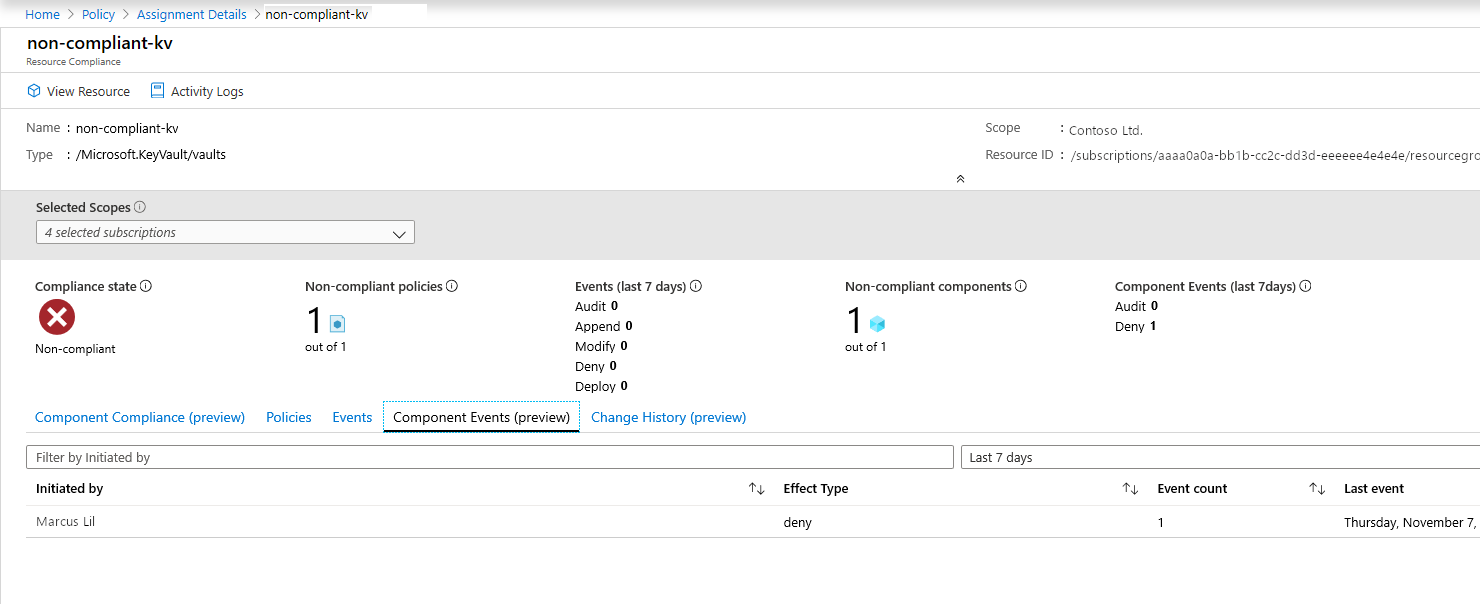 Home > Policy > Assignment Details > non-compliant-kv
non-compliant-kv
Resource Compliance
View Resource Activity Logs
Name : non-compliant-kv
Scope : Contoso Ltd.
Type : /Microsoft.KeyVault/vaults
Resource ID : /subscriptions/aaaa0a0a-bb1b-cc2c-dd3d-eeeeee4e4e4e/resourcegro
Selected Scopes
4 selected subscriptions
Compliance state
Non-compliant
Non-compliant policies
1
out of 1
Events (last 7 days)
Audit 0
Append 0
Modify 0
Deny 0
Deploy 0
Non-compliant components
1
out of 1
Component Events (last 7days)
Audit 0
Deny 1
Component Compliance (preview) Policies Events Component Events (preview) Change History (preview)
Filter by Initiated by Last 7 days
Initiated by Effect Type Event count Last event
Marcus Lil deny 1 Thursday, November 7,